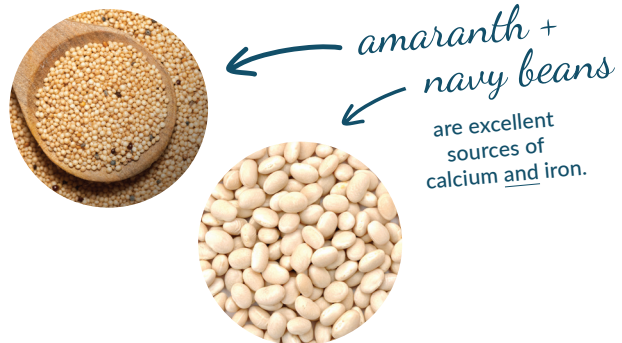 amaranth +
navy beans
are excellent
sources of
calcium and iron.